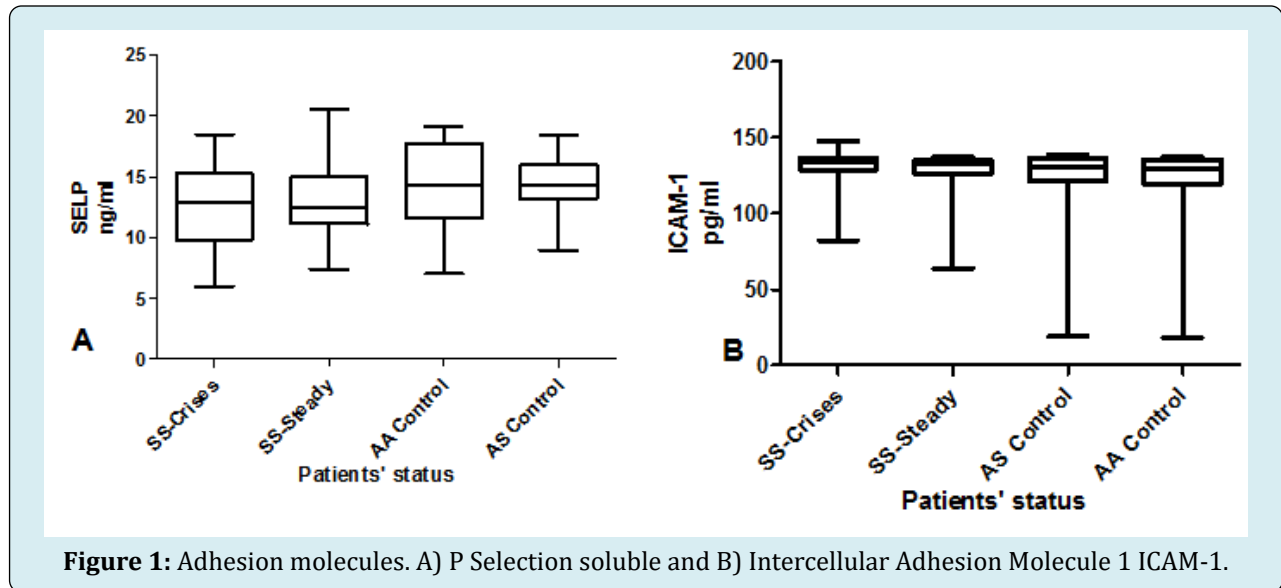 25
20
15
10
5
0
SELP
ng/ml
A
SS-Crises
SS-Steady
AA Control
AS Control
Patients' status
200
150
100
50
0
ICAM-1
pg/ml
B
SS-Crises
SS-Steady
AS Control
AA Control
Patients' status
Figure 1: Adhesion molecules. A) P Selection soluble and B) Intercellular Adhesion Molecule 1 ICAM-1.